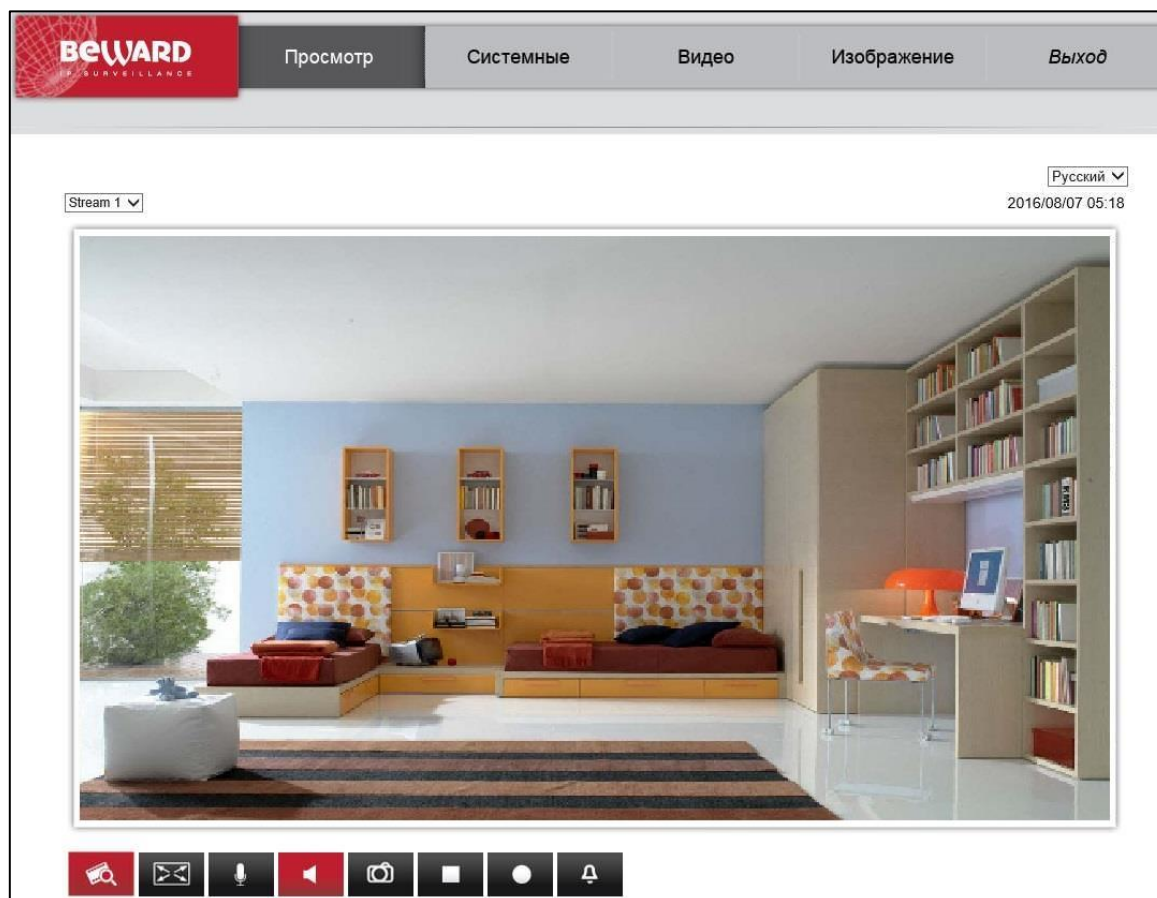 BEWARD
IP SURVEILLANCE
Просмотр
Системные
Видео
Изображение
Выход
Русский
Stream 1
2016/08/07 05:18